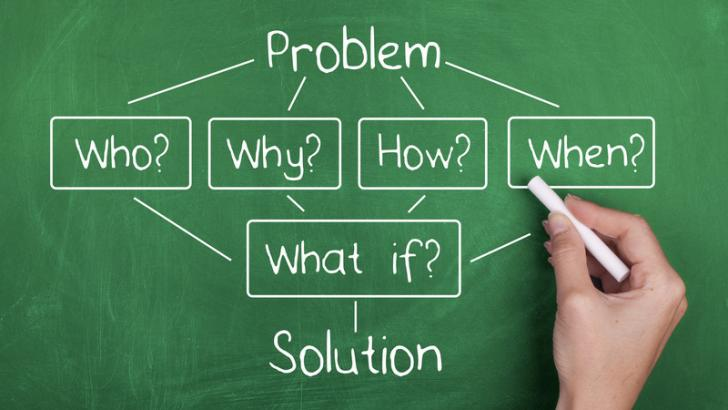 Problem
Who? Why? How? When?
What if?
Solution